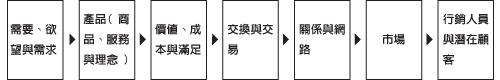 需要、欲
望與需求
產品( 商
品、服務
與理念 )
價值、成
本與滿足
交換與交
易
關係與網
路
市場
行銷人員
與潛在顧
客